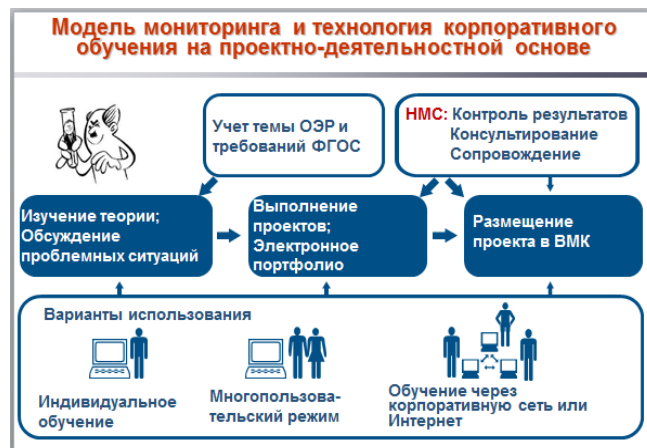 Модель мониторинга и технология корпоративного
обучения на проектно-деятельностной основе
Учет темы ОЭР и
требований ФГОС
НМС: Контроль результатов
Консультирование
Сопровождение
Изучение теории;
Обсуждение
проблемных ситуаций
Выполнение
проектов;
Электронное
портфолио
Размещение
проекта в ВМК
Варианты использования
Индивидуальное
обучение
Многопользова-
тельский режим
Обучение через
корпоративную сеть или
Интернет